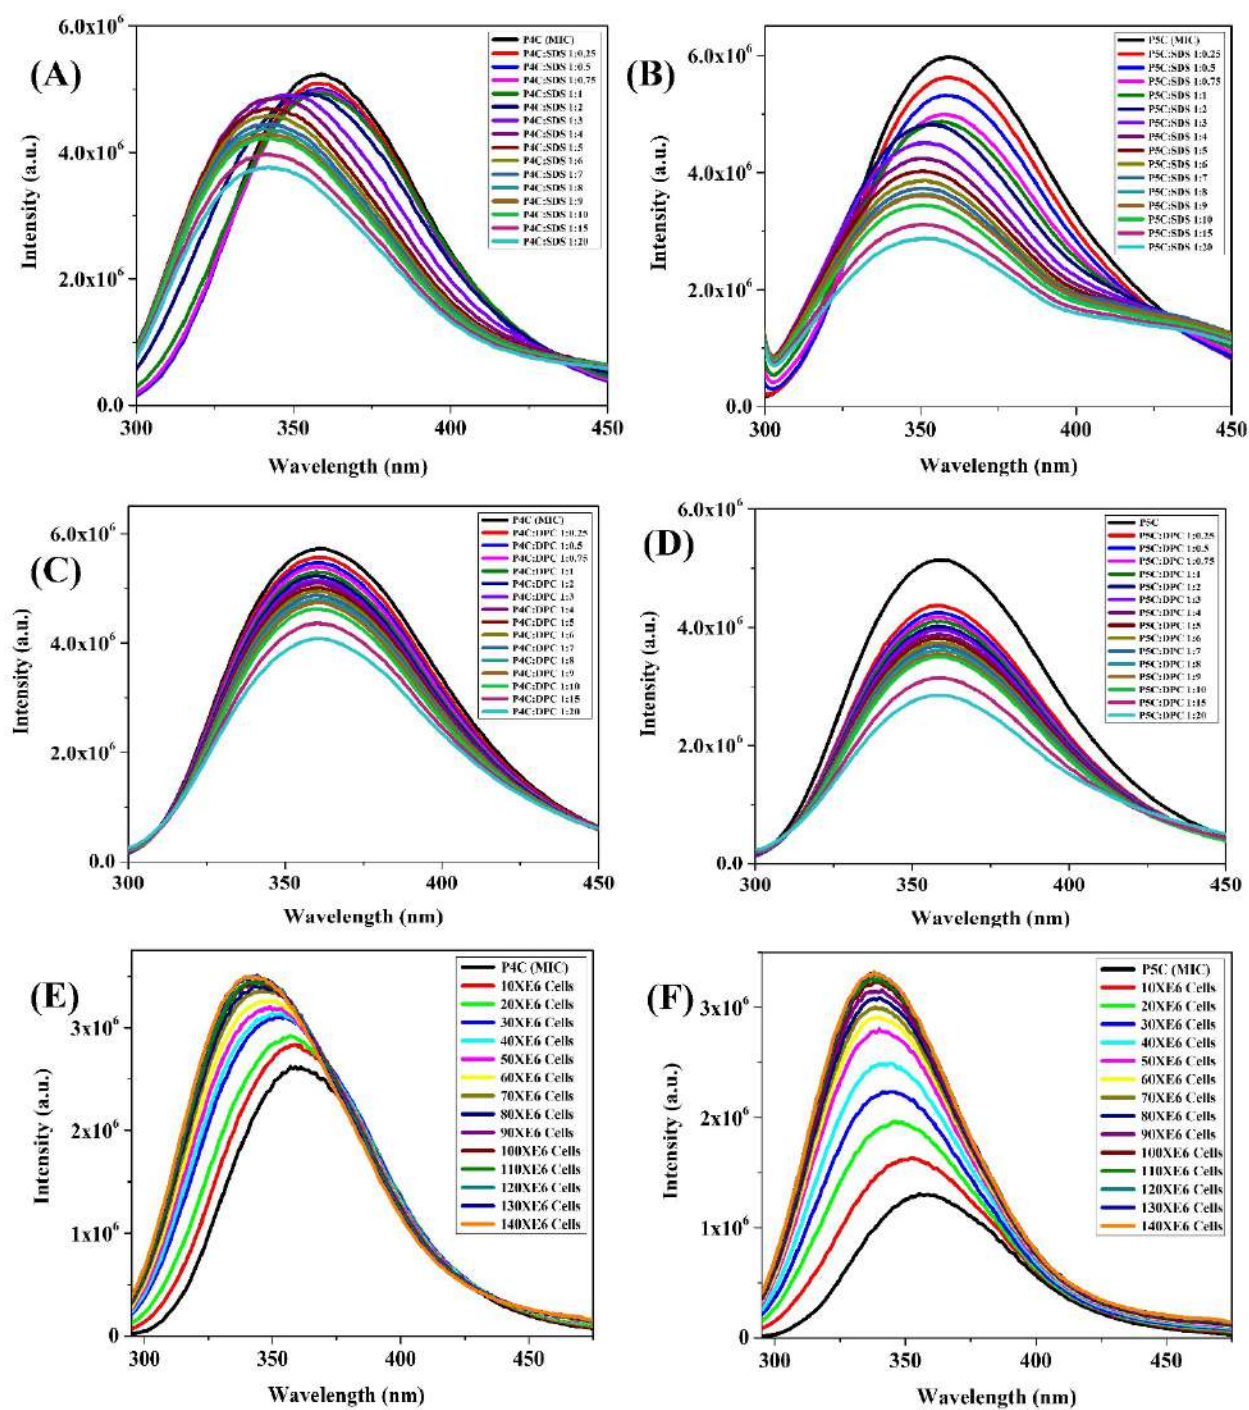 (A)
6.0x10⁶
4.0x10⁶
2.0x10⁶
0.0
Intensity (a.u.)
300
350
400
450
Wavelength (nm)
P4C (MIC)
P4C:SDS 1:0.25
P4C:SDS 1:0.5
P4C:SDS 1:0.75
P4C:SDS 1:1
P4C:SDS 1:2
P4C:SDS 1:3
P4C:SDS 1:4
P4C:SDS 1:5
P4C:SDS 1:6
P4C:SDS 1:7
P4C:SDS 1:8
P4C:SDS 1:9
P4C:SDS 1:10
P4C:SDS 1:15
P4C:SDS 1:20
(B)
6.0x10⁶
4.0x10⁶
2.0x10⁶
0.0
Intensity (a.u.)
300
350
400
450
Wavelength (nm)
P5C (MIC)
P5C:SDS 1:0.25
P5C:SDS 1:0.5
P5C:SDS 1:0.75
P5C:SDS 1:1
P5C:SDS 1:2
P5C:SDS 1:3
P5C:SDS 1:4
P5C:SDS 1:5
P5C:SDS 1:6
P5C:SDS 1:7
P5C:SDS 1:8
P5C:SDS 1:9
P5C:SDS 1:10
P5C:SDS 1:15
P5C:SDS 1:20
(C)
6.0x10⁶
4.0x10⁶
2.0x10⁶
0.0
Intensity (a.u.)
300
350
400
450
Wavelength (nm)
P4C (MIC)
P4C:DPC 1:0.25
P4C:DPC 1:0.5
P4C:DPC 1:0.75
P4C:DPC 1:1
P4C:DPC 1:2
P4C:DPC 1:3
P4C:DPC 1:4
P4C:DPC 1:5
P4C:DPC 1:6
P4C:DPC 1:7
P4C:DPC 1:8
P4C:DPC 1:9
P4C:DPC 1:10
P4C:DPC 1:15
P4C:DPC 1:20
(D)
6.0x10⁶
4.0x10⁶
2.0x10⁶
0.0
Intensity (a.u.)
300
350
400
450
Wavelength (nm)
P5C
P5C:DPC 1:0.25
P5C:DPC 1:0.5
P5C:DPC 1:0.75
P5C:DPC 1:1
P5C:DPC 1:2
P5C:DPC 1:3
P5C:DPC 1:4
P5C:DPC 1:5
P5C:DPC 1:6
P5C:DPC 1:7
P5C:DPC 1:8
P5C:DPC 1:9
P5C:DPC 1:10
P5C:DPC 1:15
P5C:DPC 1:20
(E)
3x10⁶
2x10⁶
1x10⁶
0
Intensity (a.u.)
300
350
400
450
Wavelength (nm)
P4C (MIC)
10XE6 Cells
20XE6 Cells
30XE6 Cells
40XE6 Cells
50XE6 Cells
60XE6 Cells
70XE6 Cells
80XE6 Cells
90XE6 Cells
100XE6 Cells
110XE6 Cells
120XE6 Cells
130XE6 Cells
140XE6 Cells
(F)
3x10⁶
2x10⁶
1x10⁶
0
Intensity (a.u.)
300
350
400
450
Wavelength (nm)
P5C (MIC)
10XE6 Cells
20XE6 Cells
30XE6 Cells
40XE6 Cells
50XE6 Cells
60XE6 Cells
70XE6 Cells
80XE6 Cells
90XE6 Cells
100XE6 Cells
110XE6 Cells
120XE6 Cells
130XE6 Cells
140XE6 Cells